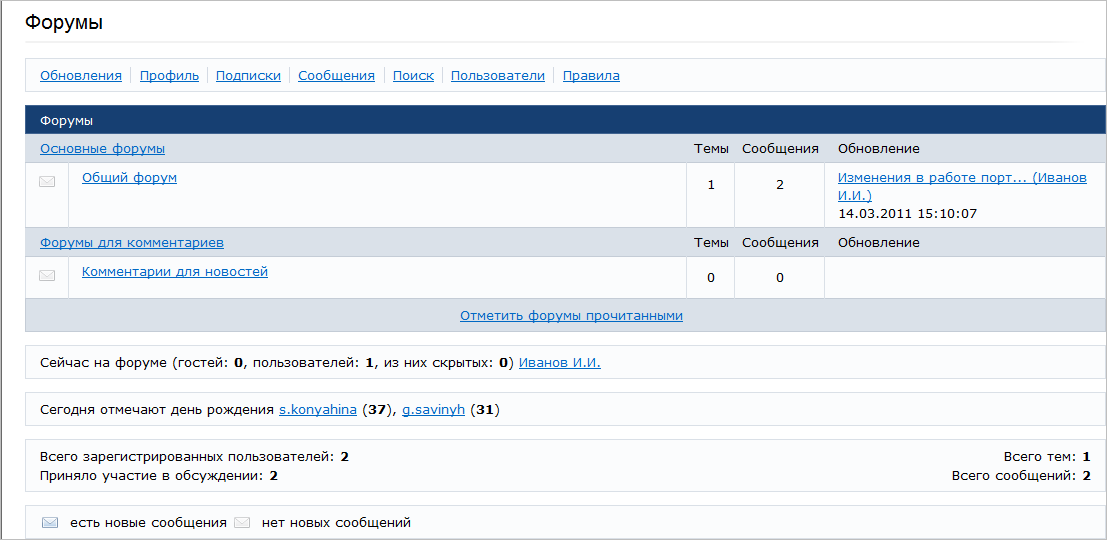 Форумы
Обновления Профиль Подписки Сообщения Поиск Пользователи Правила
Форумы
Основные форумы Темы Сообщения Обновление
Общий форум 1 2 Изменения в работе порт... (Иванов
И.И.)
14.03.2011 15:10:07
Форумы для комментариев Темы Сообщения Обновление
Комментарии для новостей 0 0
Отметить форумы прочитанными
Сейчас на форуме (гостей: 0, пользователей: 1, из них скрытых: 0) Иванов И.И.
Сегодня отмечают день рождения s.konyahina (37), g.savinyh (31)
Всего зарегистрированных пользователей: 2 Всего тем: 1
Приняло участие в обсуждении: 2 Всего сообщений: 2
есть новые сообщения нет новых сообщений